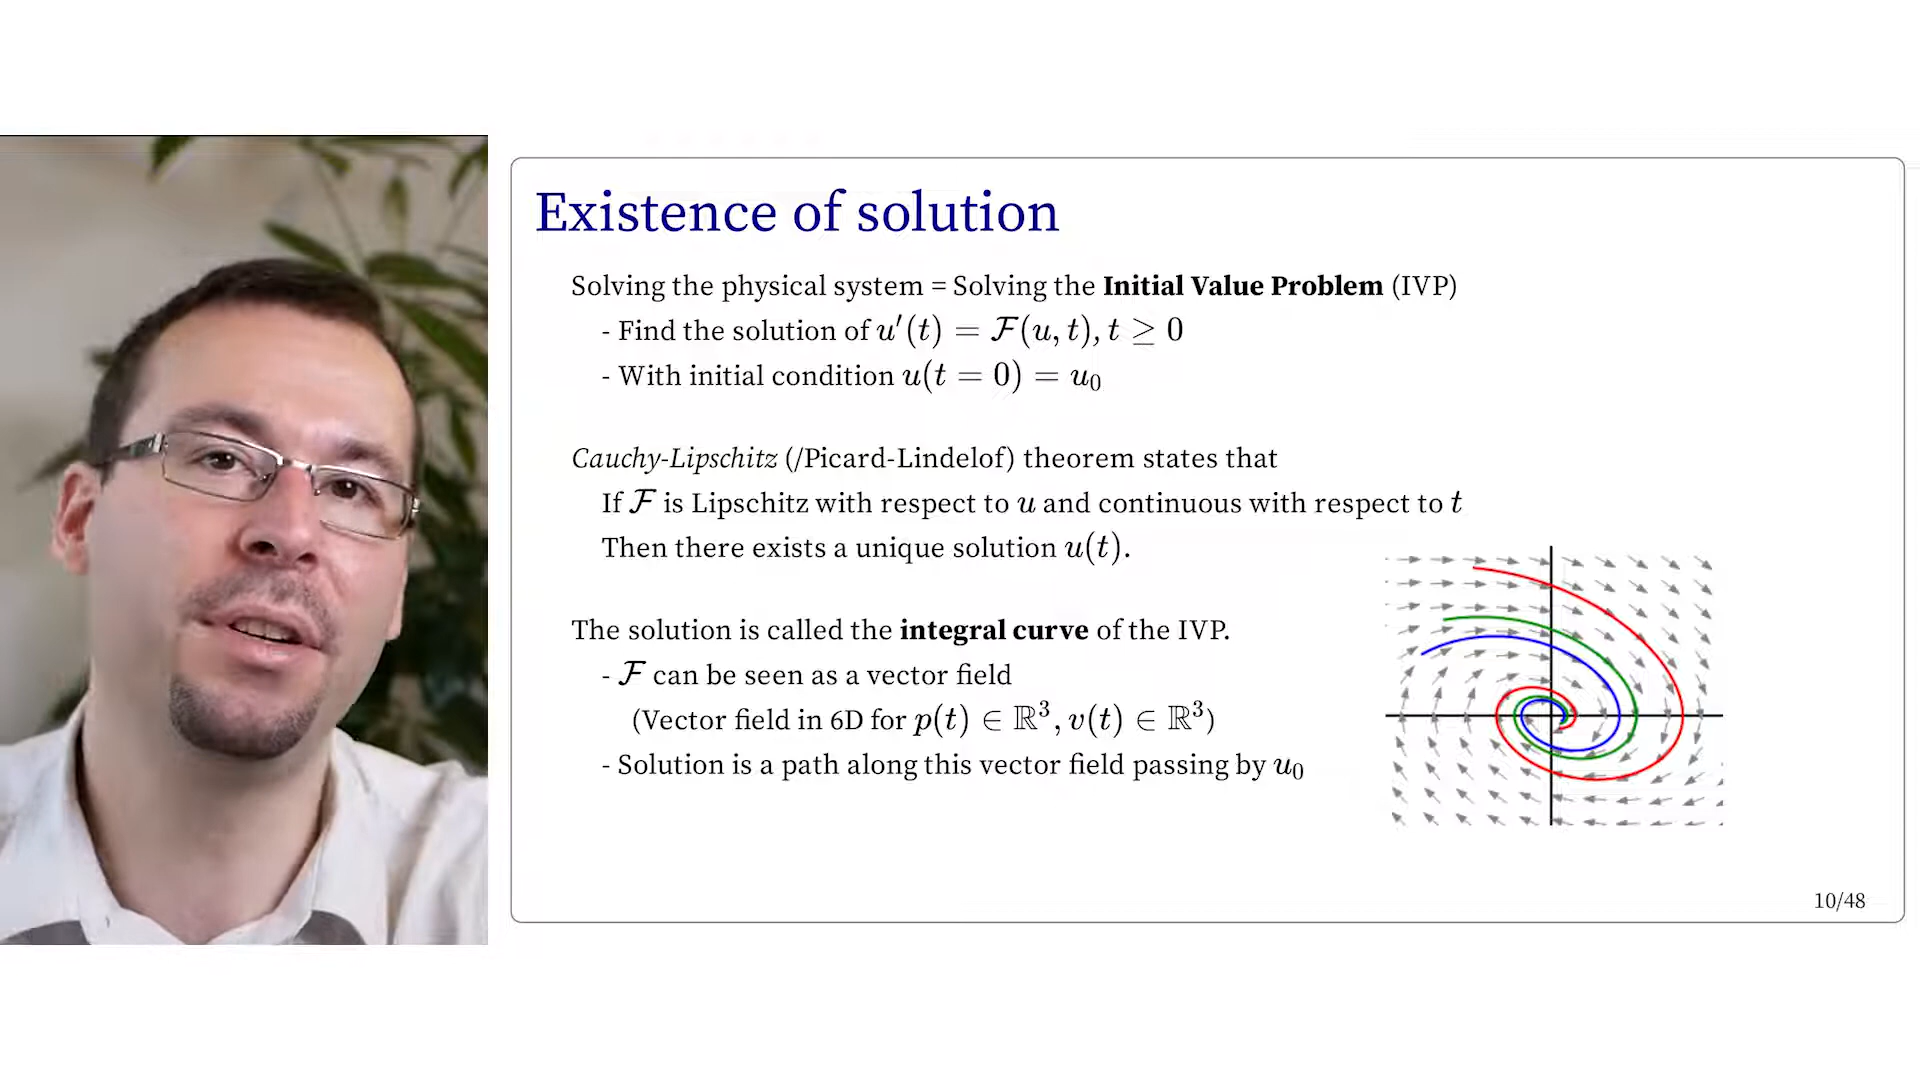 Existence of solution
Solving the physical system = Solving the Initial Value Problem (IVP)
- Find the solution of u′(t) = ℱ(u, t), t ≥ 0
- With initial condition u(t = 0) = u₀
Cauchy-Lipschitz (/Picard-Lindelof) theorem states that
If ℱ is Lipschitz with respect to u and continuous with respect to t
Then there exists a unique solution u(t).
The solution is called the integral curve of the IVP.
- ℱ can be seen as a vector field
(Vector field in 6D for p(t) ∈ ℝ³, v(t) ∈ ℝ³)
- Solution is a path along this vector field passing by u₀
10/48